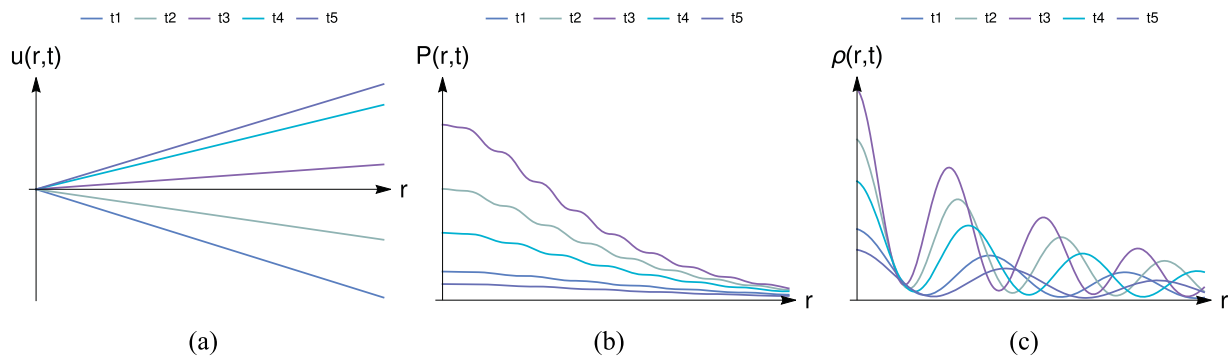 t1 t2 t3 t4 t5
u(r,t)
r
(a)
t1 t2 t3 t4 t5
P(r,t)
r
(b)
t1 t2 t3 t4 t5
ρ(r,t)
r
(c)